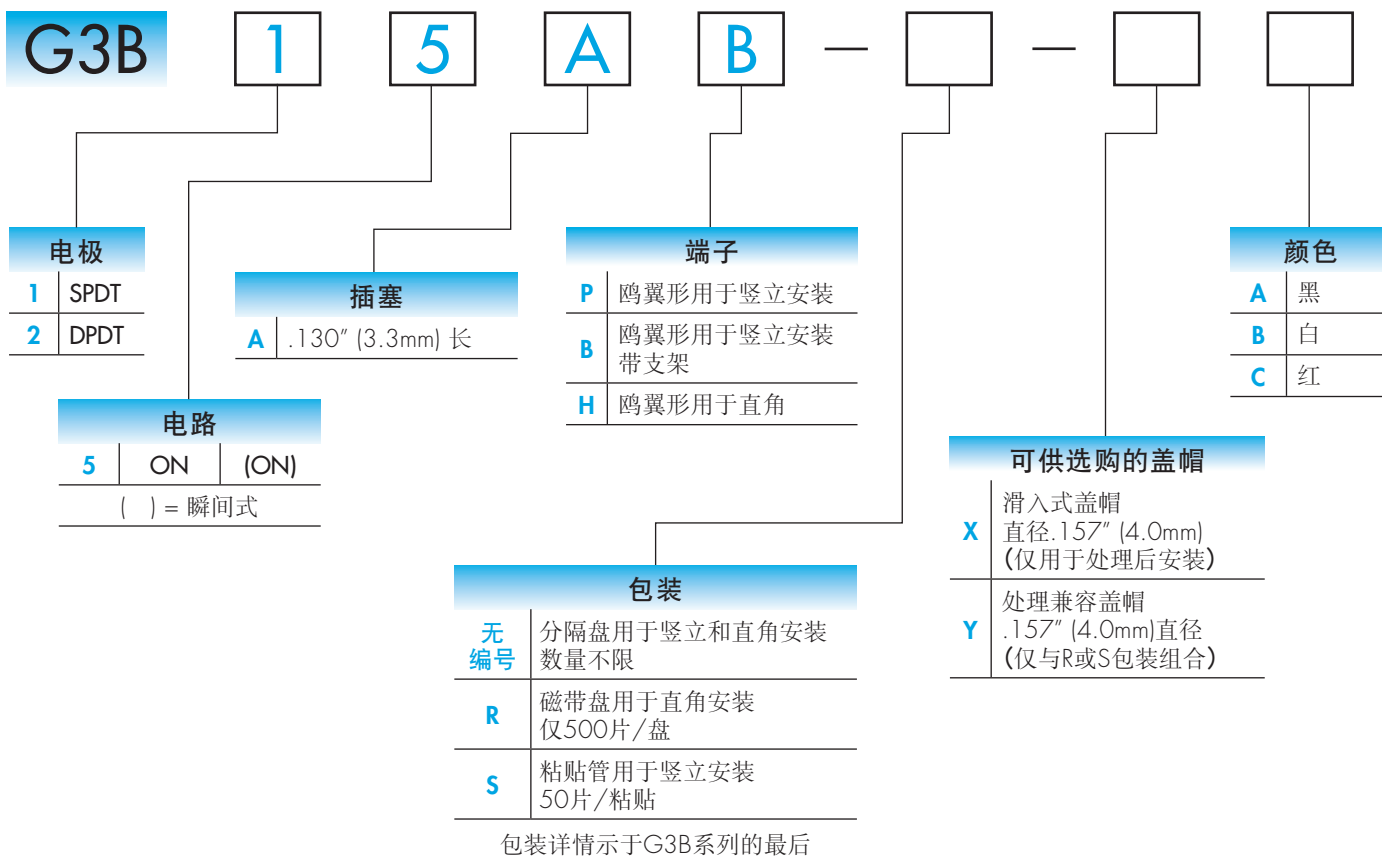 G3B 1 5 A B — —
电极
1 SPDT
2 DPDT
电路
5 ON (ON)
( ) = 瞬间式
插塞
A .130" (3.3mm) 长
端子
P 鸥翼形用于竖立安装
B 鸥翼形用于竖立安装
带支架
H 鸥翼形用于直角
包装
无
编号
分隔盘用于竖立和直角安装
数量不限
R 磁带盘用于直角安装
仅500片/盘
S 粘贴管用于竖立安装
50片/粘贴
包装详情示于G3B系列的最后
可供选购的盖帽
X 滑入式盖帽
直径.157" (4.0mm)
(仅用于处理后安装)
Y 处理兼容盖帽
.157" (4.0mm)直径
(仅与R或S包装组合)
颜色
A 黑
B 白
C 红